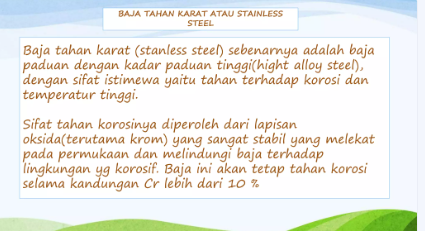 BAJA TAHAN KARAT ATAU STAINLESS
STEEL
Baja tahan karat (stanless steel) sebenarnya adalah baja
paduan dengan kadar paduan tinggi(hight alloy steel),
dengan sifat istimewa yaitu tahan terhadap korosi dan
temperatur tinggi.
Sifat tahan korosinya diperoleh dari lapisan
oksida(terutama krom) yang sangat stabil yang melekat
pada permukaan dan melindungi baja terhadap
lingkungan yg korosif. Baja ini akan tetap tahan korosi
selama kandungan Cr lebih dari 10 %